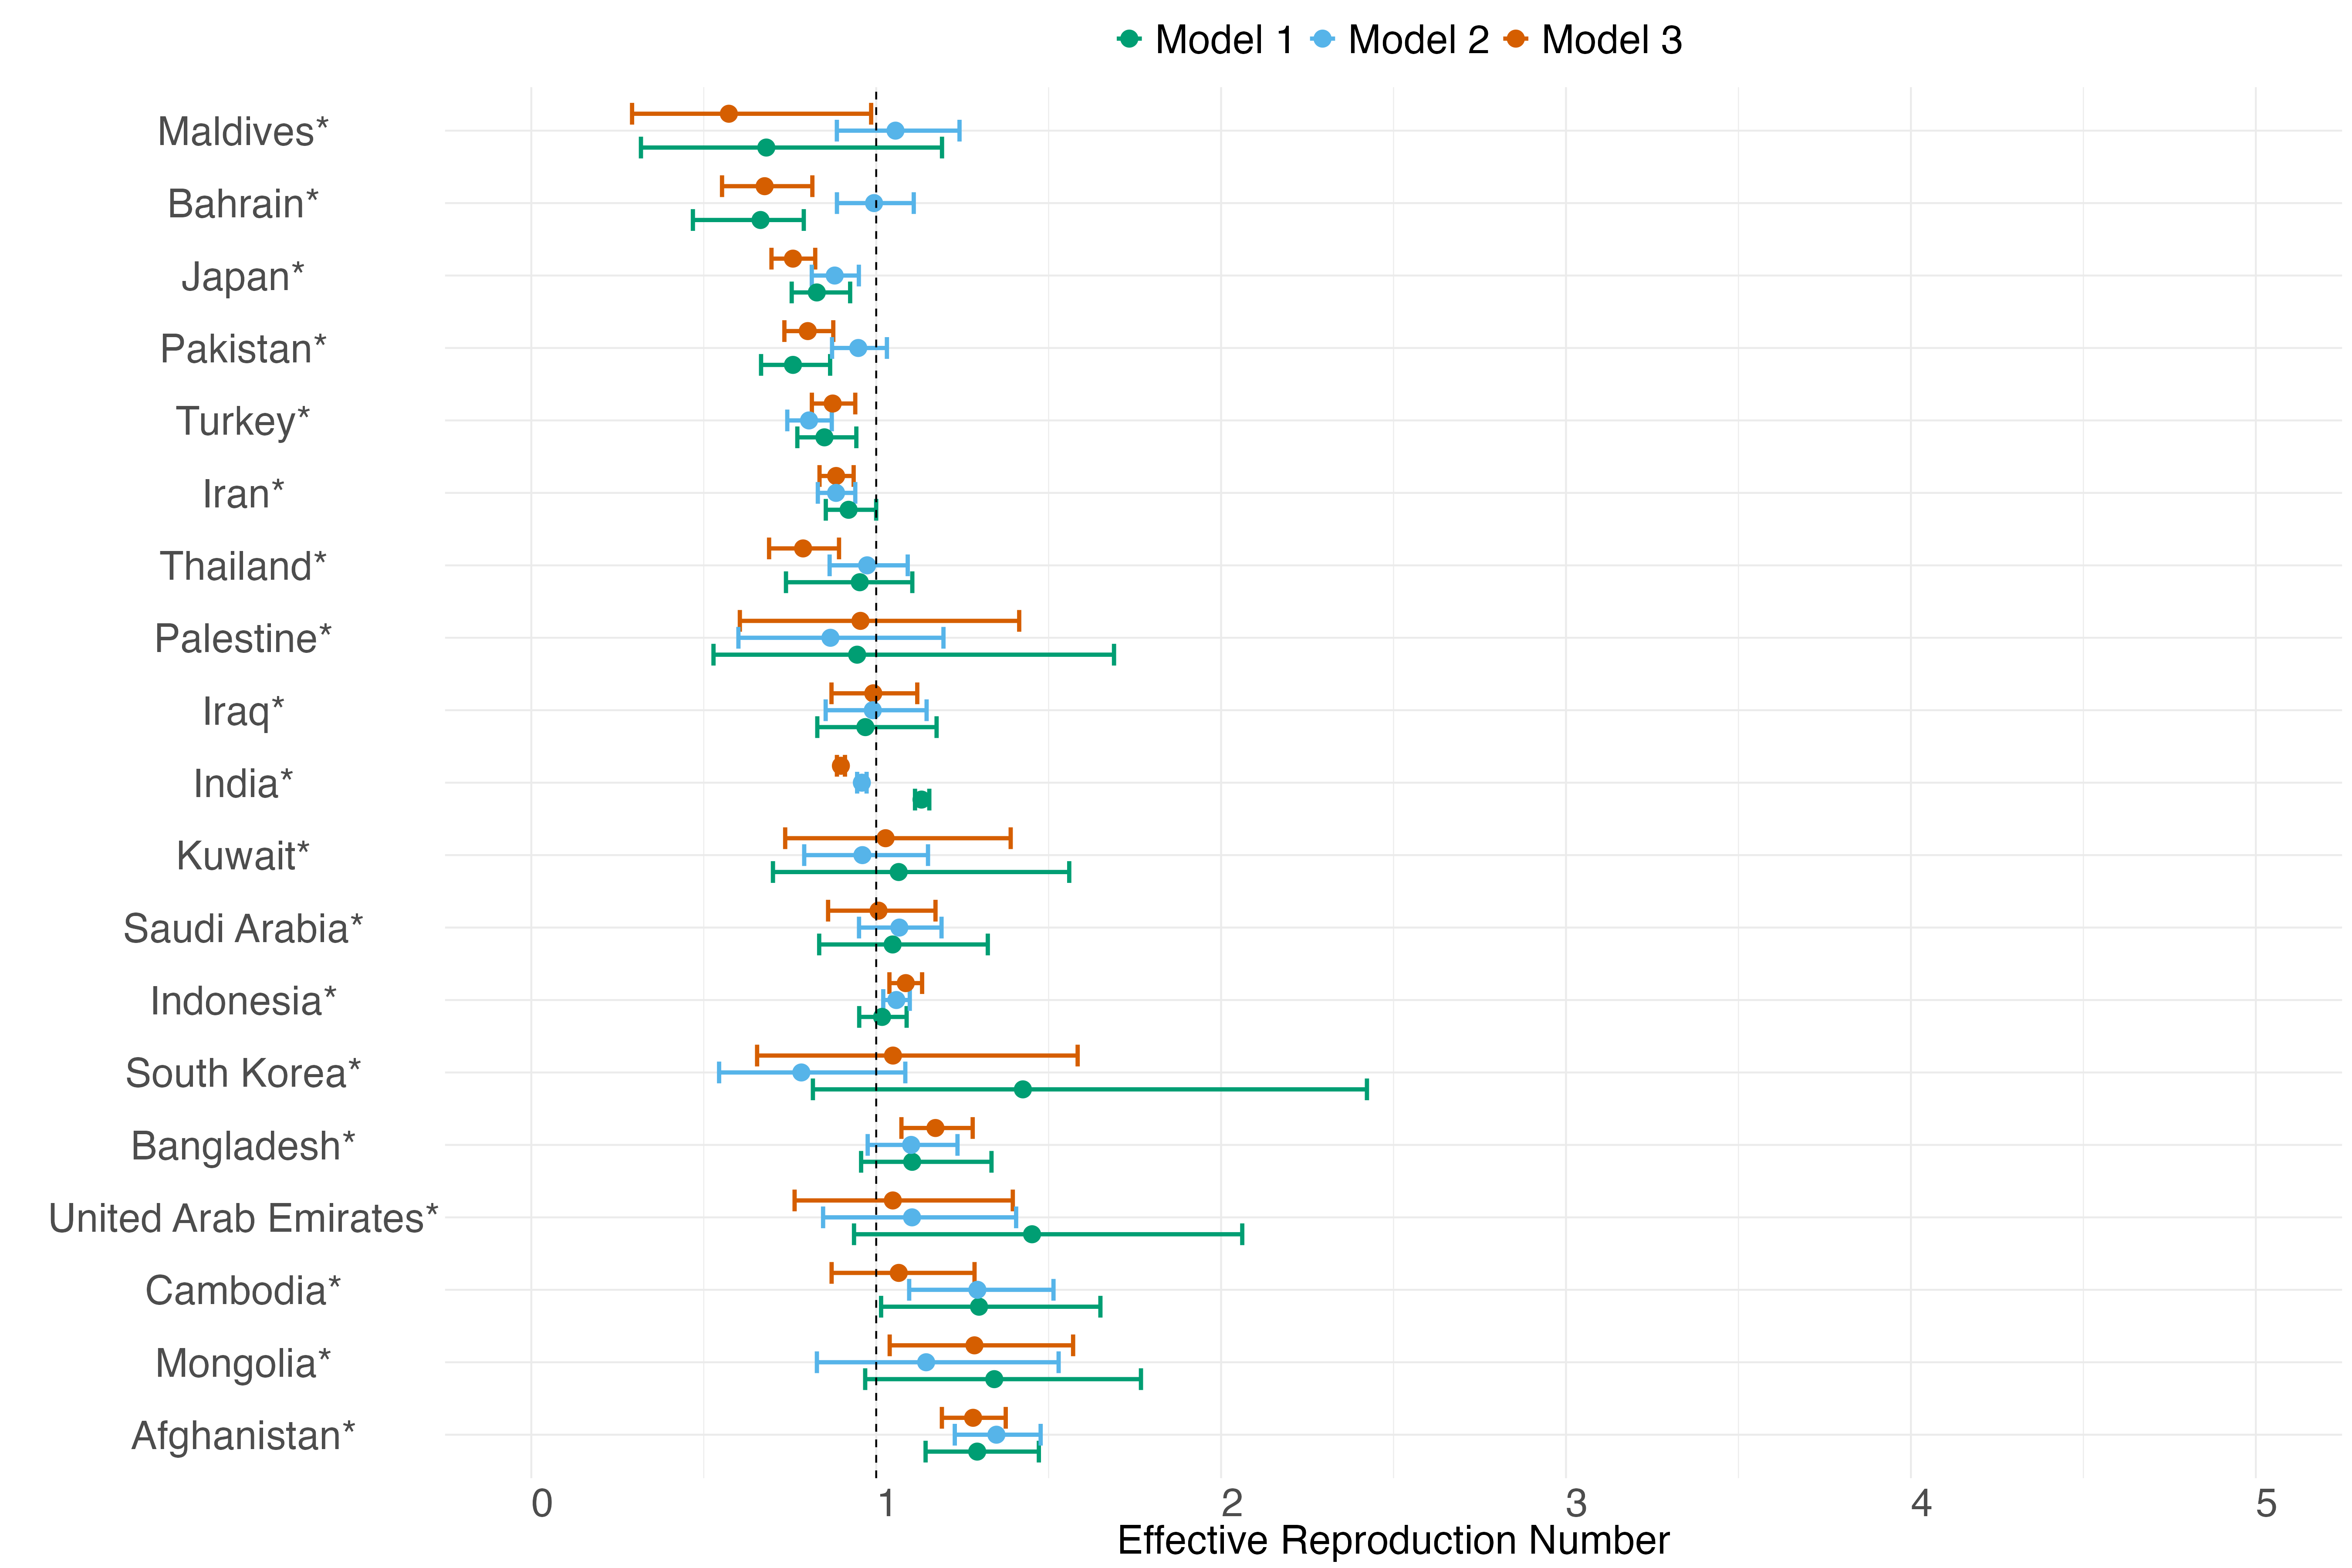 Model 1 Model 2 Model 3
Maldives*
Bahrain*
Japan*
Pakistan*
Turkey*
Iran*
Thailand*
Palestine*
Iraq*
India*
Kuwait*
Saudi Arabia*
Indonesia*
South Korea*
Bangladesh*
United Arab Emirates*
Cambodia*
Mongolia*
Afghanistan*
0 1 2 3 4 5
Effective Reproduction Number